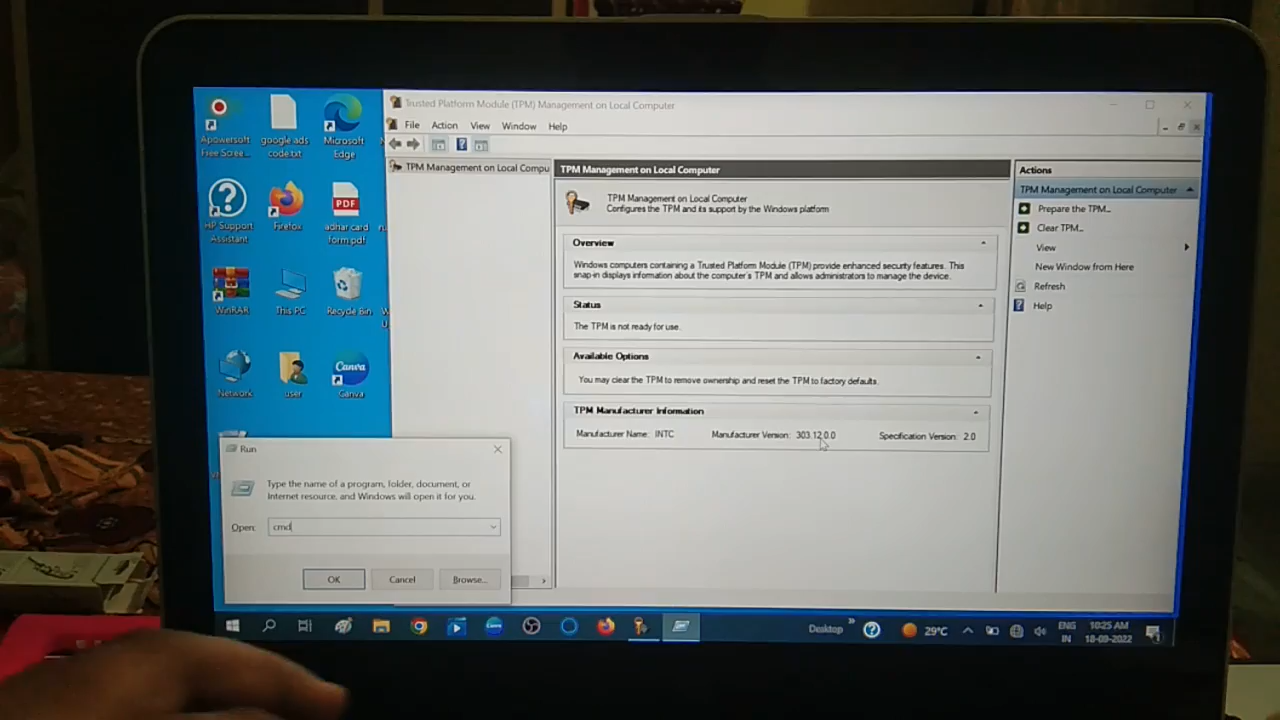 Trusted Platform Module (TPM) Management on Local Computer
File Action View Window Help
TPM Management on Local Compu
TPM Management on Local Computer
TPM Management on Local Computer
Configures the TPM and its support by the Windows platform
Overview
Windows computers containing a Trusted Platform Module (TPM) provide enhanced security features. This
snap-in displays information about the computer's TPM and allows administrators to manage the device.
Status
The TPM is not ready for use.
Available Options
You may clear the TPM to remove ownership and reset the TPM to factory defaults.
TPM Manufacturer Information
Manufacturer Name: INTC Manufacturer Version: 303.12.0.0 Specification Version: 2.0
Actions
TPM Management on Local Computer
Prepare the TPM...
Clear TPM...
View
New Window from Here
Refresh
Help
Apowersoft
Free Scree...
google ads
code.txt
Microsoft
Edge
HP Support
Assistant
Firefox
PDF
adhar card
form.pdf
WinRAR
This PC
Recycle Bin
Network
user
Canva
Canva
Run
Type the name of a program, folder, document, or
Internet resource, and Windows will open it for you.
Open: cmd
OK Cancel Browse...
Desktop
29°C
ENG
IN
10:25 AM
18-09-2022